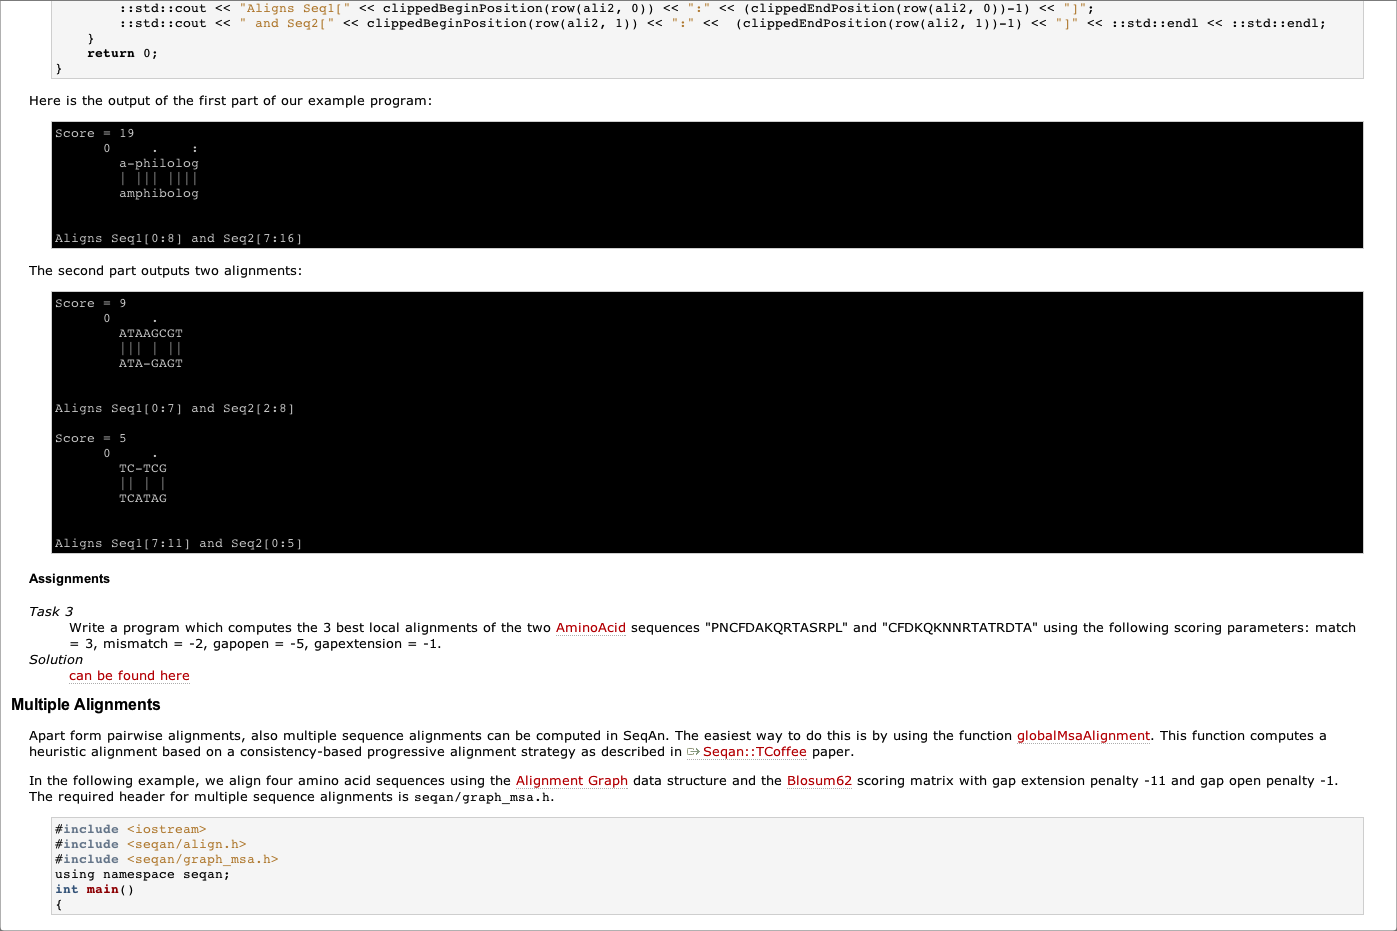 ::std::cout << "Aligns Seq1[" << clippedBeginPosition(row(ali2, 0)) << ":" << (clippedEndPosition(row(ali2, 0))-1) << "]";
::std::cout << " and Seq2[" << clippedBeginPosition(row(ali2, 1)) << ":" <<  (clippedEndPosition(row(ali2, 1))-1) << "]" << ::std::endl << ::std::endl;
}
return 0;
}
Here is the output of the first part of our example program:
Score = 19
0     .    :
a-philolog
| ||| ||||
amphibolog
Aligns Seq1[0:8] and Seq2[7:16]
The second part outputs two alignments:
Score = 9
0     .
ATAAGCGT
||| | ||
ATA-GAGT
Aligns Seq1[0:7] and Seq2[2:8]
Score = 5
0     .
TC-TCG
|| | |
TCATAG
Aligns Seq1[7:11] and Seq2[0:5]
Assignments
Task 3
Write a program which computes the 3 best local alignments of the two AminoAcid sequences "PNCFDAKQRTASRPL" and "CFDKQKNNRTATRDTA" using the following scoring parameters: match
= 3, mismatch = -2, gapopen = -5, gapextension = -1.
Solution
can be found here
Multiple Alignments
Apart form pairwise alignments, also multiple sequence alignments can be computed in SeqAn. The easiest way to do this is by using the function globalMsaAlignment. This function computes a
heuristic alignment based on a consistency-based progressive alignment strategy as described in Seqan::TCoffee paper.
In the following example, we align four amino acid sequences using the Alignment Graph data structure and the Blosum62 scoring matrix with gap extension penalty -11 and gap open penalty -1.
The required header for multiple sequence alignments is seqan/graph_msa.h.
#include <iostream>
#include <seqan/align.h>
#include <seqan/graph_msa.h>
using namespace seqan;
int main()
{